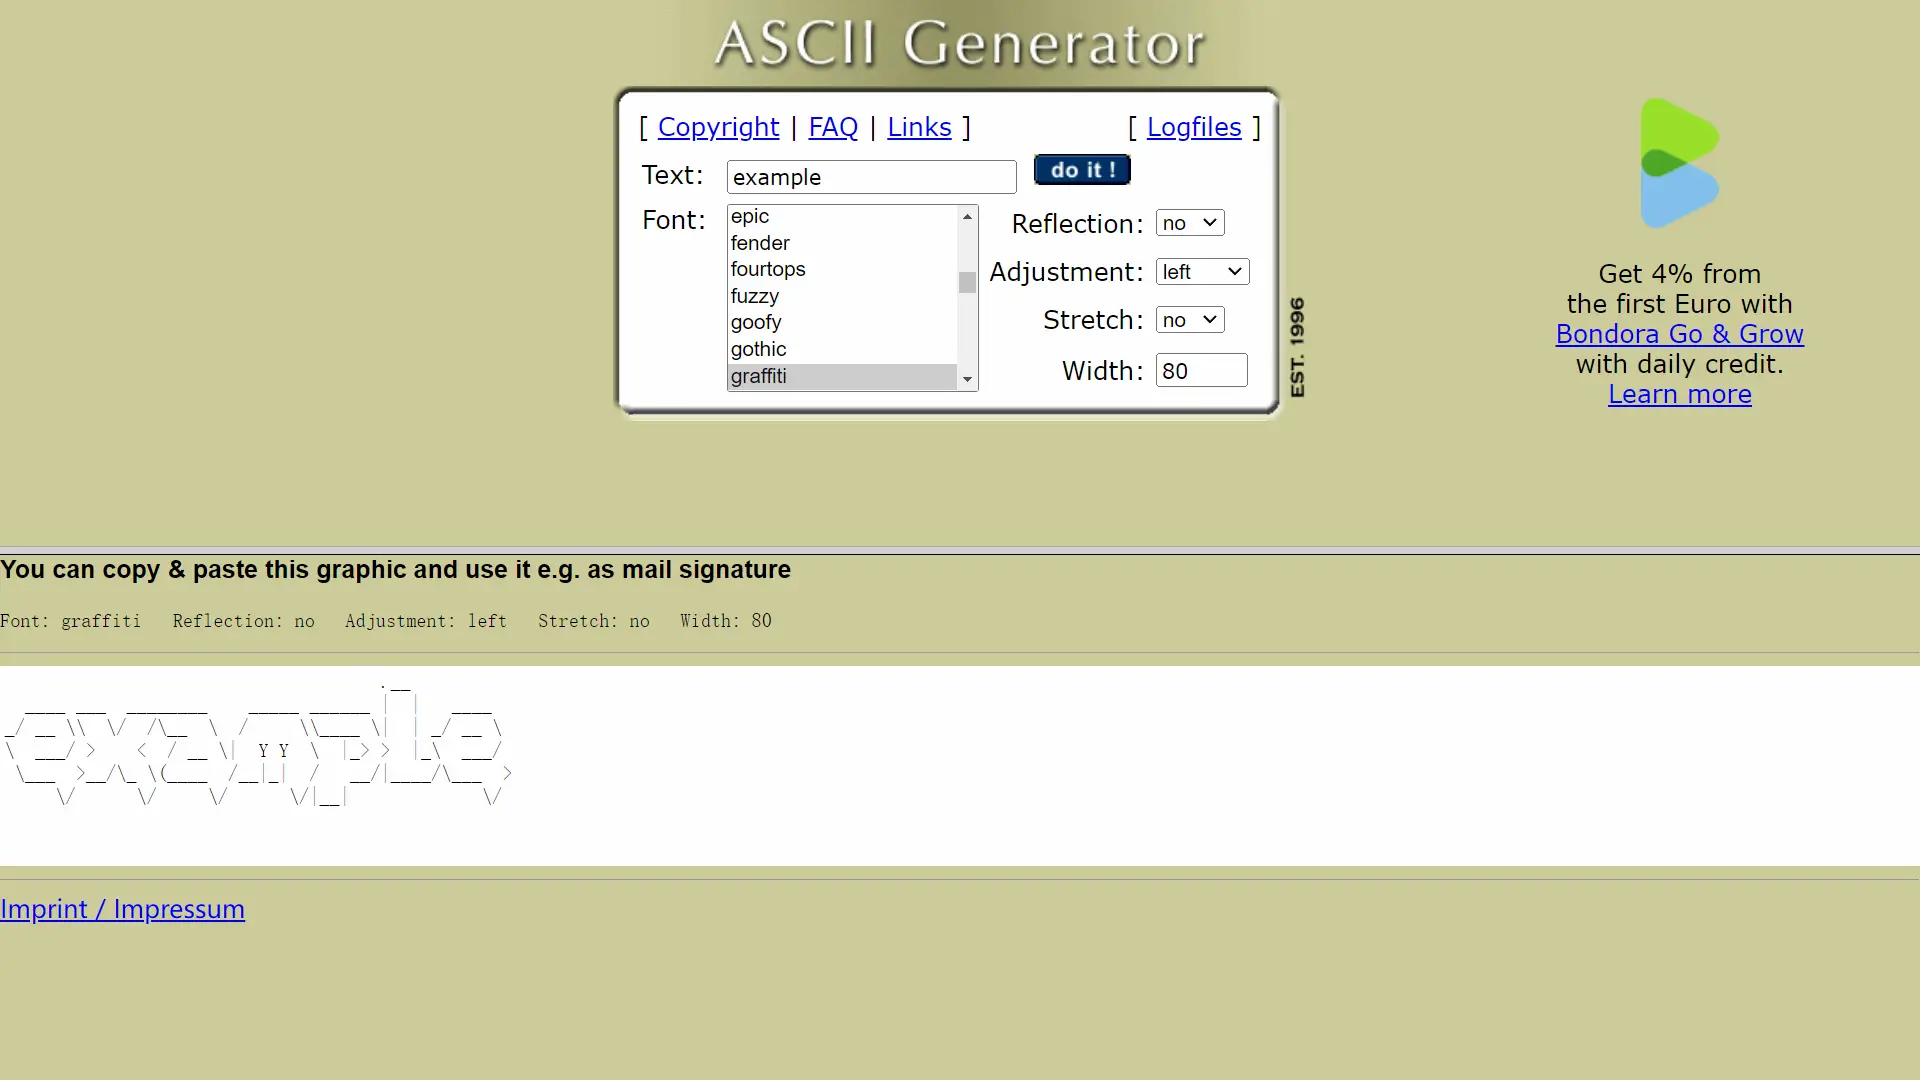 ASCII Generator
[ Copyright | FAQ | Links ] [ Logfiles ]
Text: example do it !
Font:
epic
fender
fourtops
fuzzy
goofy
gothic
graffiti
Reflection: no
Adjustment: left
Stretch: no
Width: 80
EST. 1996
Get 4% from
the first Euro with
Bondora Go & Grow
with daily credit.
Learn more
You can copy & paste this graphic and use it e.g. as mail signature
Font: graffiti Reflection: no Adjustment: left Stretch: no Width: 80
example
Imprint / Impressum